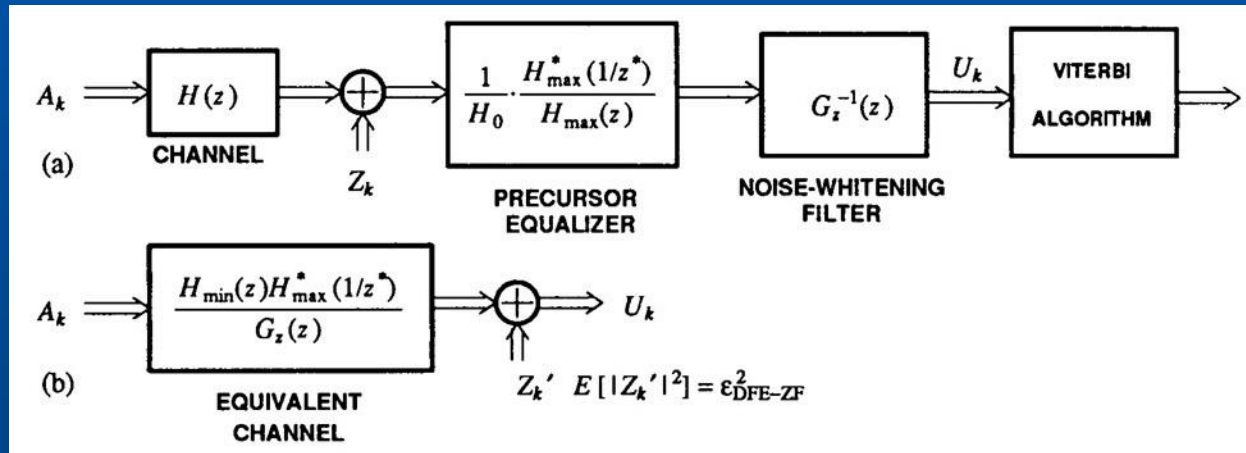 A_k
H(z)
CHANNEL
Z_k
1/H_0 · H*_max(1/z*)/H_max(z)
PRECURSOR
EQUALIZER
G_z^-1(z)
NOISE-WHITENING
FILTER
U_k
VITERBI
ALGORITHM
(a)
A_k
H_min(z)H*_max(1/z*)/G_z(z)
EQUIVALENT
CHANNEL
U_k
Z_k′ E[|Z_k′|^2] = ε^2_DFE-ZF
(b)